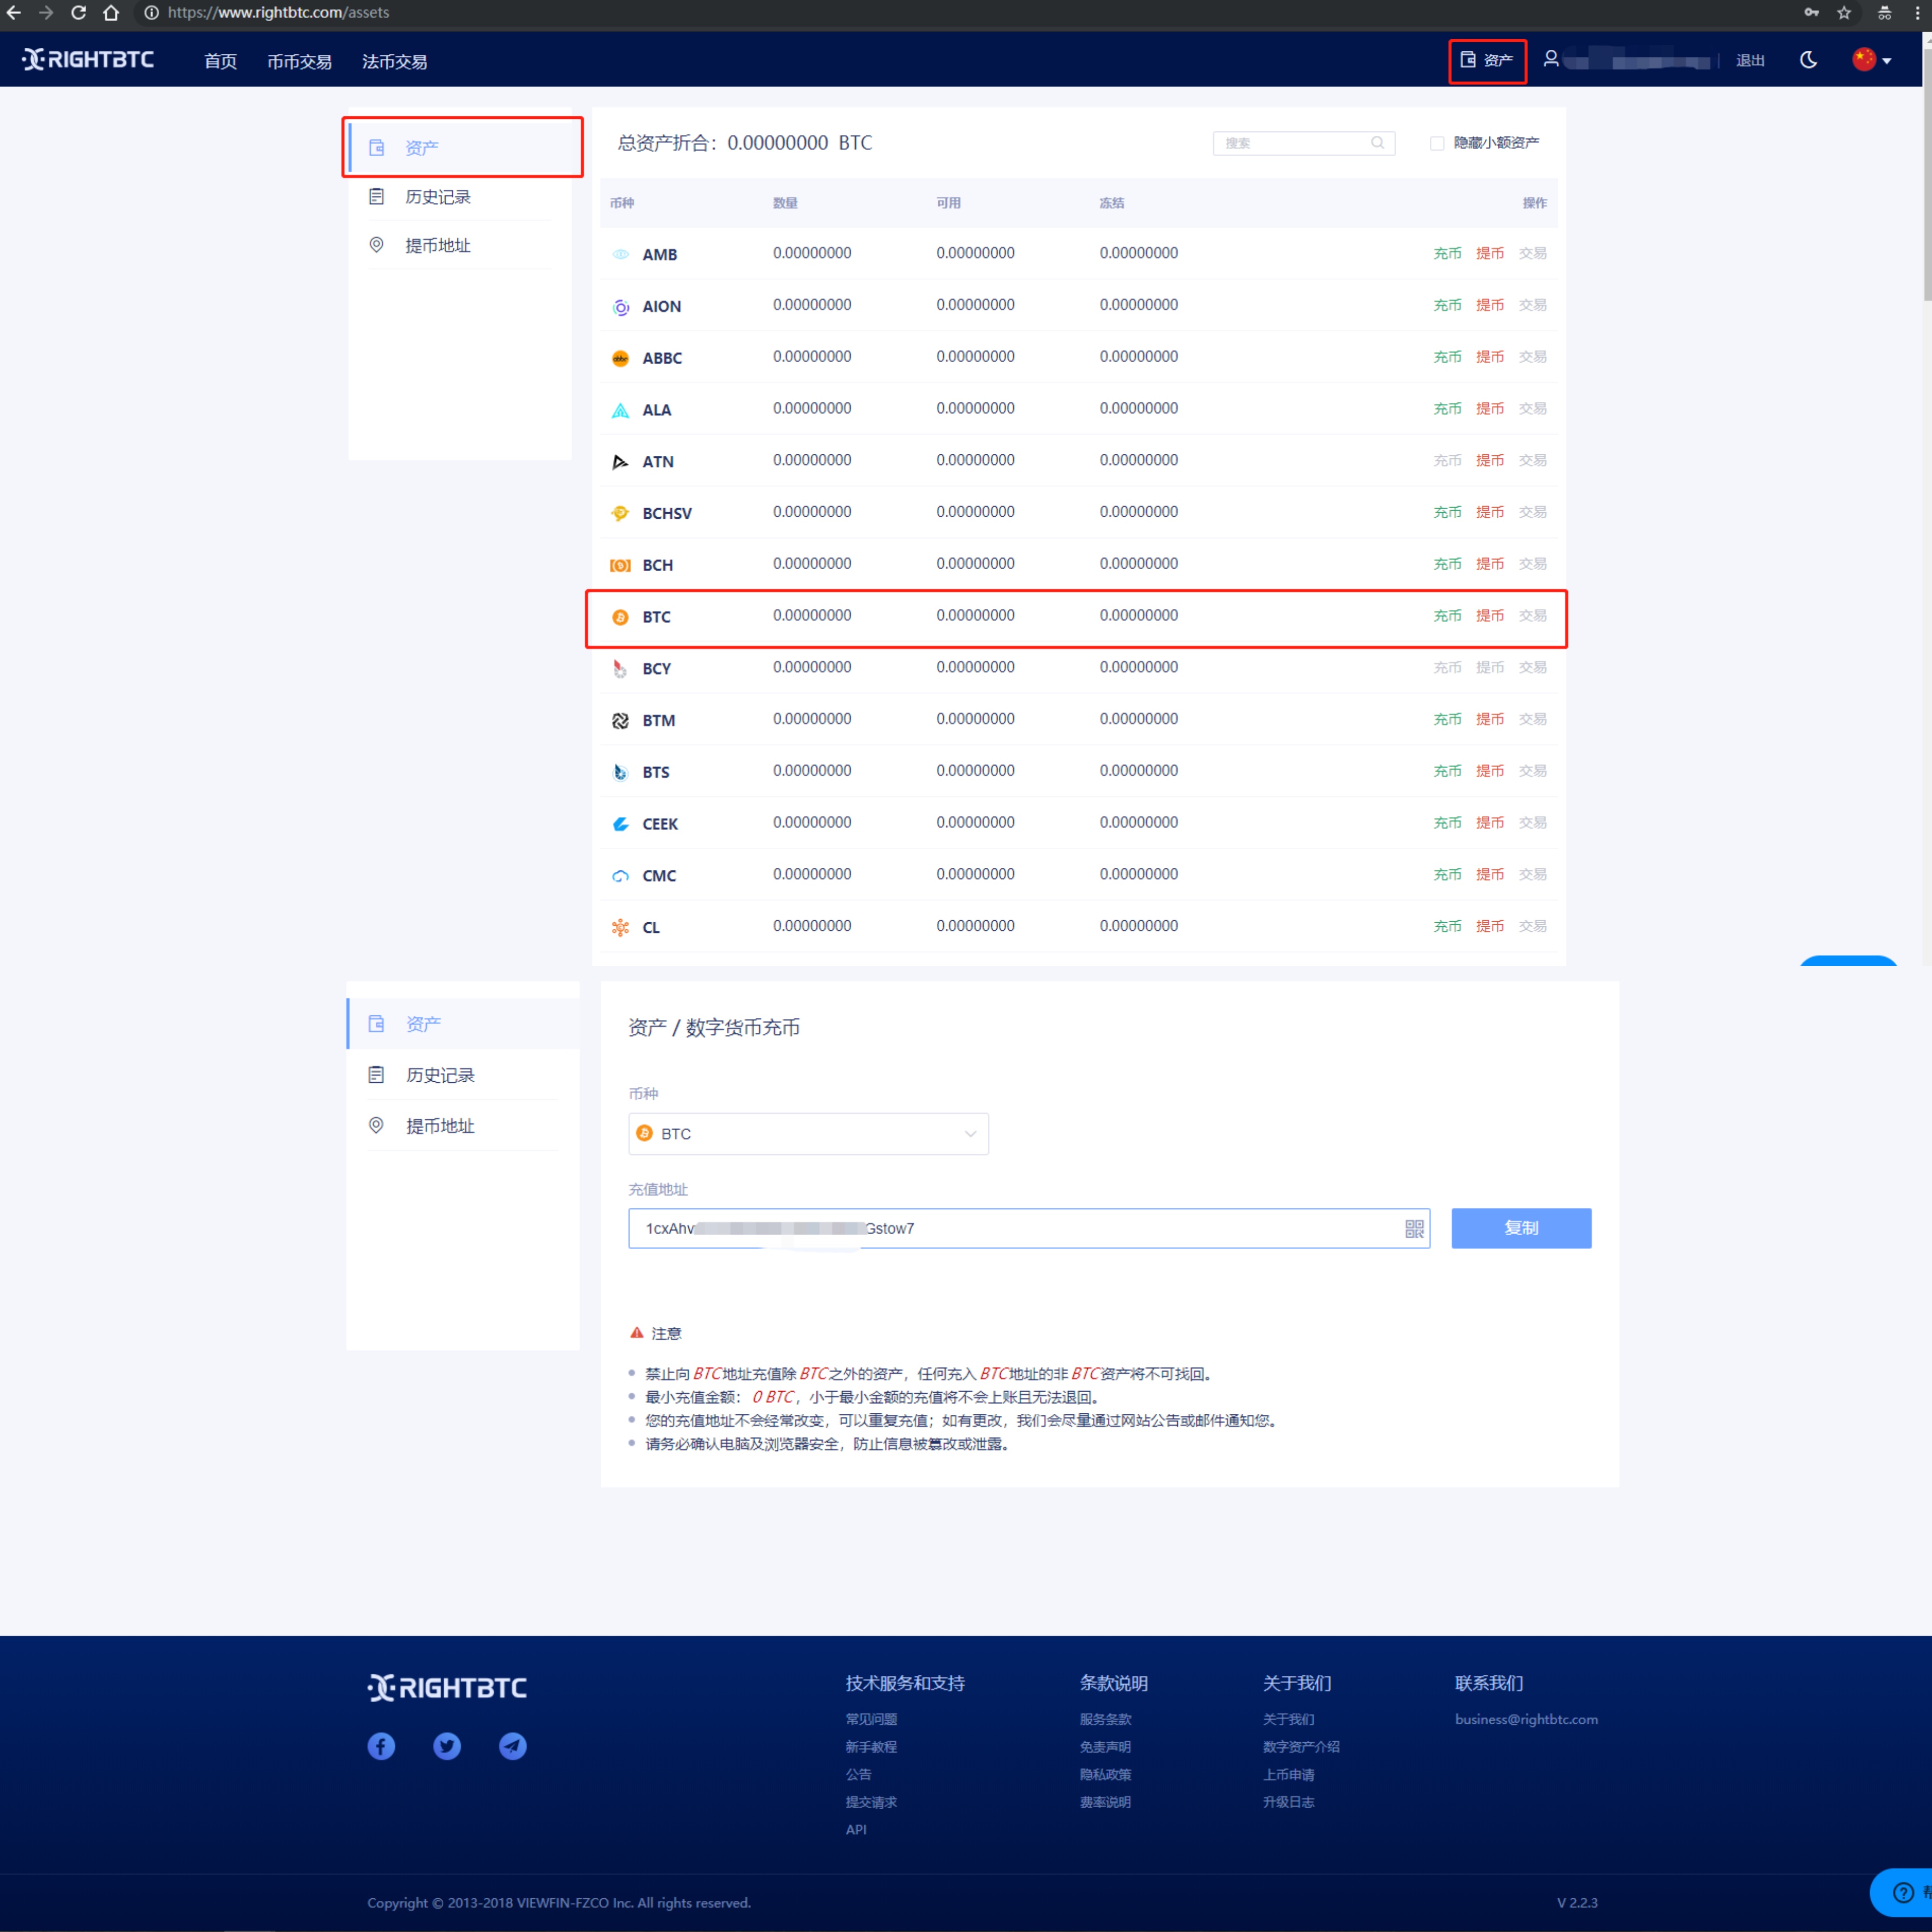 https://www.rightbtc.com/assets
RIGHTBTC 首页 币币交易 法币交易 资产 退出
资产
历史记录
提币地址
总资产折合：0.00000000 BTC 搜索 隐藏小额资产
币种 数量 可用 冻结 操作
AMB 0.00000000 0.00000000 0.00000000 充币 提币 交易
AION 0.00000000 0.00000000 0.00000000 充币 提币 交易
ABBC 0.00000000 0.00000000 0.00000000 充币 提币 交易
ALA 0.00000000 0.00000000 0.00000000 充币 提币 交易
ATN 0.00000000 0.00000000 0.00000000 充币 提币 交易
BCHSV 0.00000000 0.00000000 0.00000000 充币 提币 交易
BCH 0.00000000 0.00000000 0.00000000 充币 提币 交易
BTC 0.00000000 0.00000000 0.00000000 充币 提币 交易
BCY 0.00000000 0.00000000 0.00000000 充币 提币 交易
BTM 0.00000000 0.00000000 0.00000000 充币 提币 交易
BTS 0.00000000 0.00000000 0.00000000 充币 提币 交易
CEEK 0.00000000 0.00000000 0.00000000 充币 提币 交易
CMC 0.00000000 0.00000000 0.00000000 充币 提币 交易
CL 0.00000000 0.00000000 0.00000000 充币 提币 交易
资产
历史记录
提币地址
资产 / 数字货币充币
币种
BTC
充值地址
1cxAhv Gstow7 复制
注意
禁止向 BTC地址充值除 BTC之外的资产，任何充入 BTC地址的非 BTC资产将不可找回。
最小充值金额： 0 BTC，小于最小金额的充值将不会上账且无法退回。
您的充值地址不会经常改变，可以重复充值；如有更改，我们会尽量通过网站公告或邮件通知您。
请务必确认电脑及浏览器安全，防止信息被篡改或泄露。
RIGHTBTC
技术服务和支持
常见问题
新手教程
公告
提交请求
API
条款说明
服务条款
免责声明
隐私政策
费率说明
关于我们
关于我们
数字资产介绍
上币申请
升级日志
联系我们
business@rightbtc.com
Copyright © 2013-2018 VIEWFIN-FZCO Inc. All rights reserved. V 2.2.3